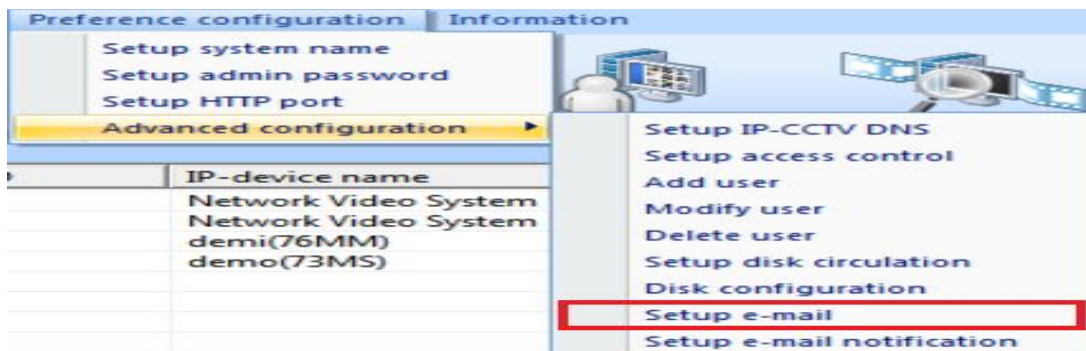 Preference configuration Information
Setup system name
Setup admin password
Setup HTTP port
Advanced configuration
Setup IP-CCTV DNS
Setup access control
Add user
Modify user
Delete user
Setup disk circulation
Disk configuration
Setup e-mail
Setup e-mail notification
IP-device name
Network Video System
Network Video System
demi(76MM)
demo(73MS)